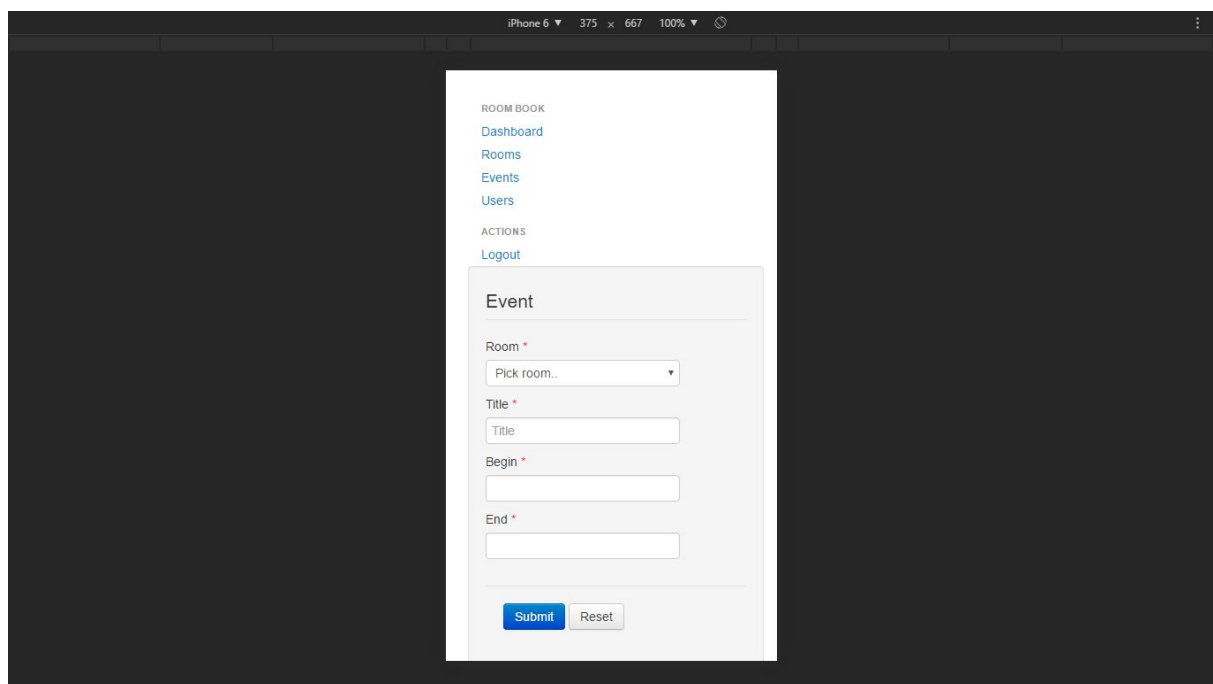 iPhone 6 ▼ 375 × 667 100% ▼
ROOM BOOK
Dashboard
Rooms
Events
Users
ACTIONS
Logout
Event
Room *
Pick room..
Title *
Title
Begin *
End *
Submit Reset